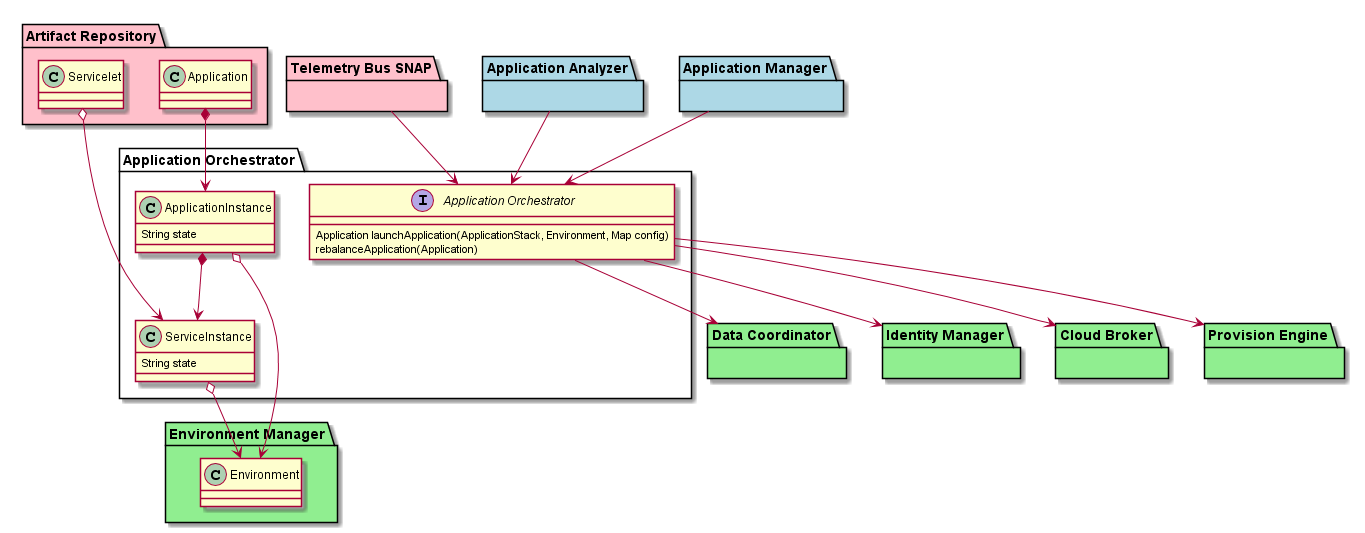 Artifact Repository
C Servicelet
C Application
Telemetry Bus SNAP
Application Analyzer
Application Manager
Application Orchestrator
C ApplicationInstance
String state
I Application Orchestrator
Application launchApplication(ApplicationStack, Environment, Map config)
rebalanceApplication(Application)
C ServiceInstance
String state
Data Coordinator
Identity Manager
Cloud Broker
Provision Engine
Environment Manager
C Environment